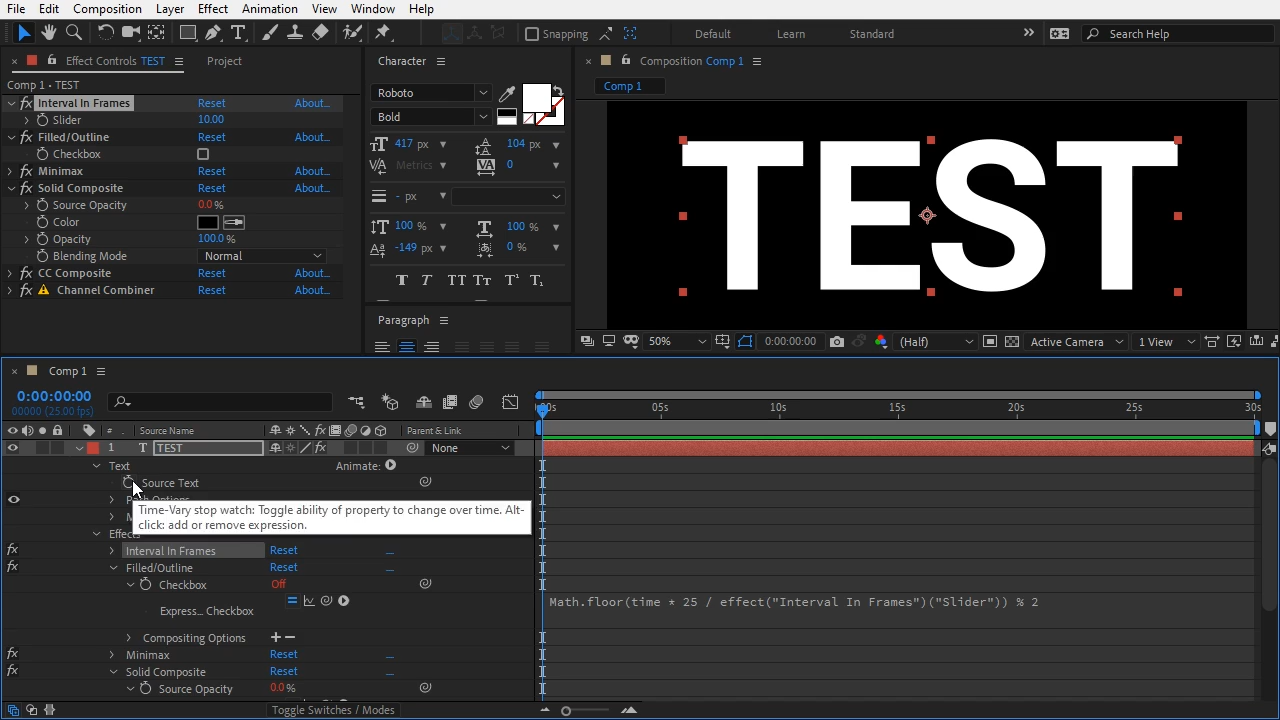 File Edit Composition Layer Effect Animation View Window Help
Snapping Default Learn Standard Search Help
Effect Controls TEST Project
Comp 1 • TEST
Interval In Frames Reset About...
Slider 10.00
Filled/Outline Reset About...
Checkbox
Minimax Reset About...
Solid Composite Reset About...
Source Opacity 0.0 %
Color
Opacity 100.0 %
Blending Mode Normal
CC Composite Reset About...
Channel Combiner Reset About...
Character
Roboto
Bold
417 px 104 px
Metrics 0
- px
100 % 100 %
-149 px 0 %
T T TT Tт T¹ T₁
Paragraph
Composition Comp 1
Comp 1
TEST
50% 0:00:00:00 (Half) Active Camera 1 View
Comp 1
0:00:00:00
00000 (25.00 fps)
:00s 05s 10s 15s 20s 25s 30s
# . Source Name Parent & Link
1 T TEST None
Text Animate:
Source Text
Path Options
Time-Vary stop watch: Toggle ability of property to change over time. Alt-
click: add or remove expression.
Effects
Interval In Frames Reset
Filled/Outline Reset
Checkbox Off
Express... Checkbox
Math.floor(time * 25 / effect("Interval In Frames")("Slider")) % 2
Compositing Options
Minimax Reset
Solid Composite Reset
Source Opacity 0.0 %
Toggle Switches / Modes